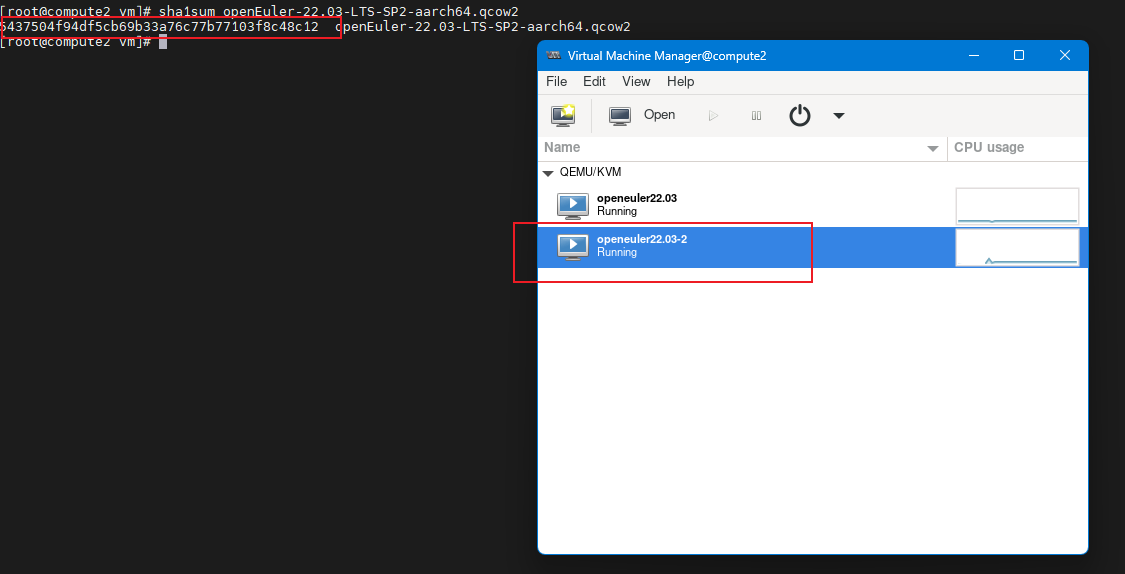 [root@compute2 vm]# sha1sum openEuler-22.03-LTS-SP2-aarch64.qcow2
6437504f94df5cb69b33a76c77b77103f8c48c12 openEuler-22.03-LTS-SP2-aarch64.qcow2
[root@compute2 vm]#
Virtual Machine Manager@compute2
File Edit View Help
Open
Name CPU usage
QEMU/KVM
openeuler22.03
Running
openeuler22.03-2
Running